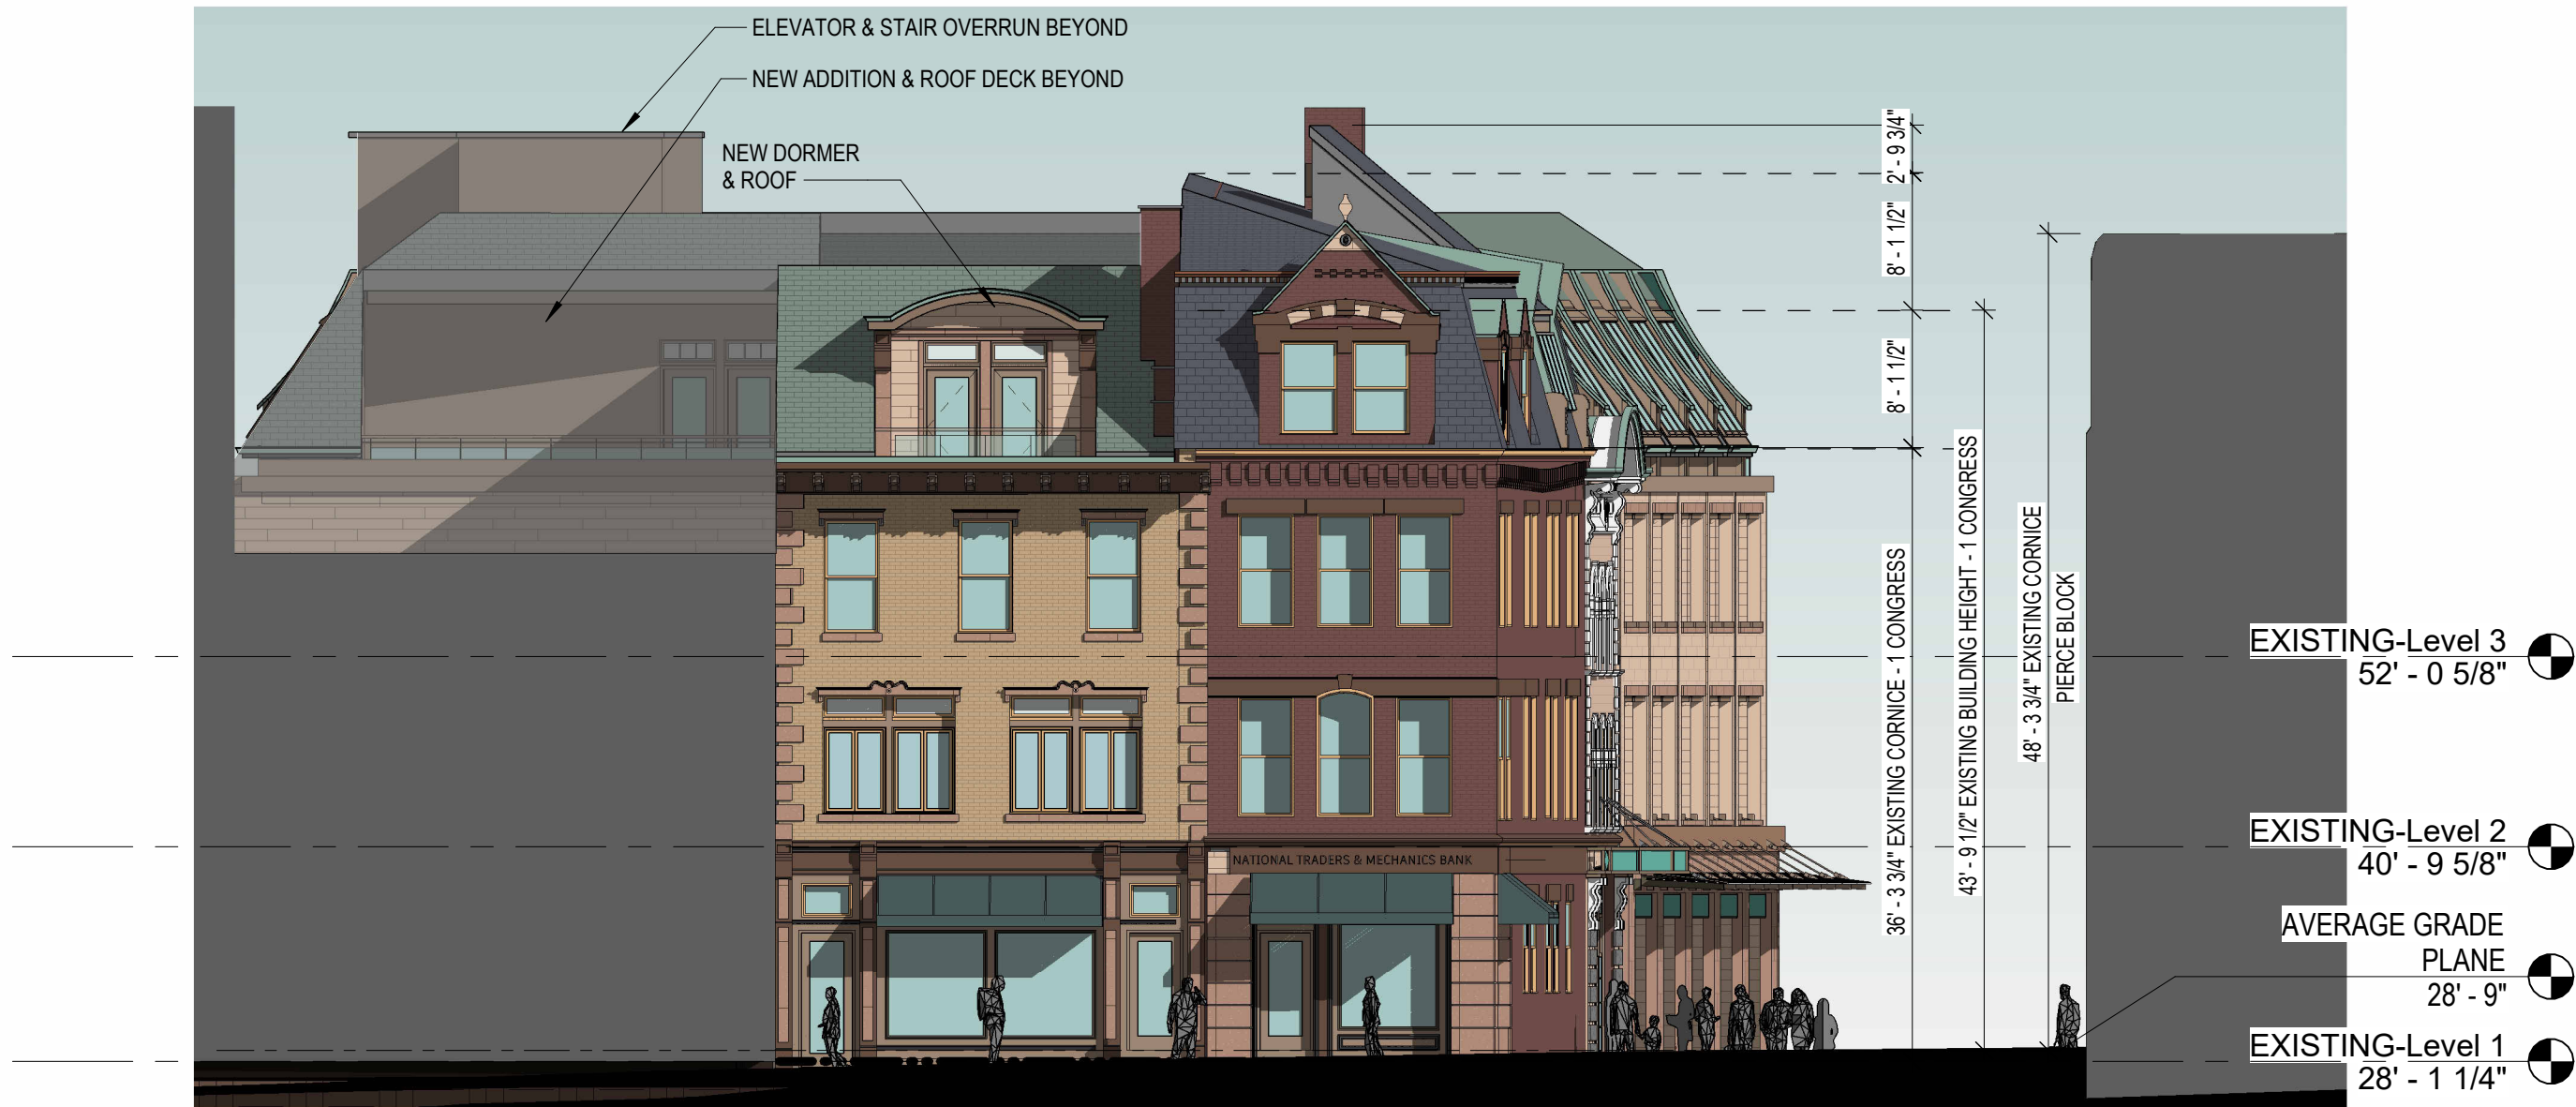 ELEVATOR & STAIR OVERRUN BEYOND
NEW ADDITION & ROOF DECK BEYOND
NEW DORMER
& ROOF
2' - 9 3/4"
8' - 1 1/2"
8' - 1 1/2"
36' - 3 3/4" EXISTING CORNICE - 1 CONGRESS
43' - 9 1/2" EXISTING BUILDING HEIGHT - 1 CONGRESS
48' - 3 3/4" EXISTING CORNICE
PIERCE BLOCK
NATIONAL TRADERS & MECHANICS BANK
EXISTING-Level 3
52' - 0 5/8"
EXISTING-Level 2
40' - 9 5/8"
AVERAGE GRADE
PLANE
28' - 9"
EXISTING-Level 1
28' - 1 1/4"